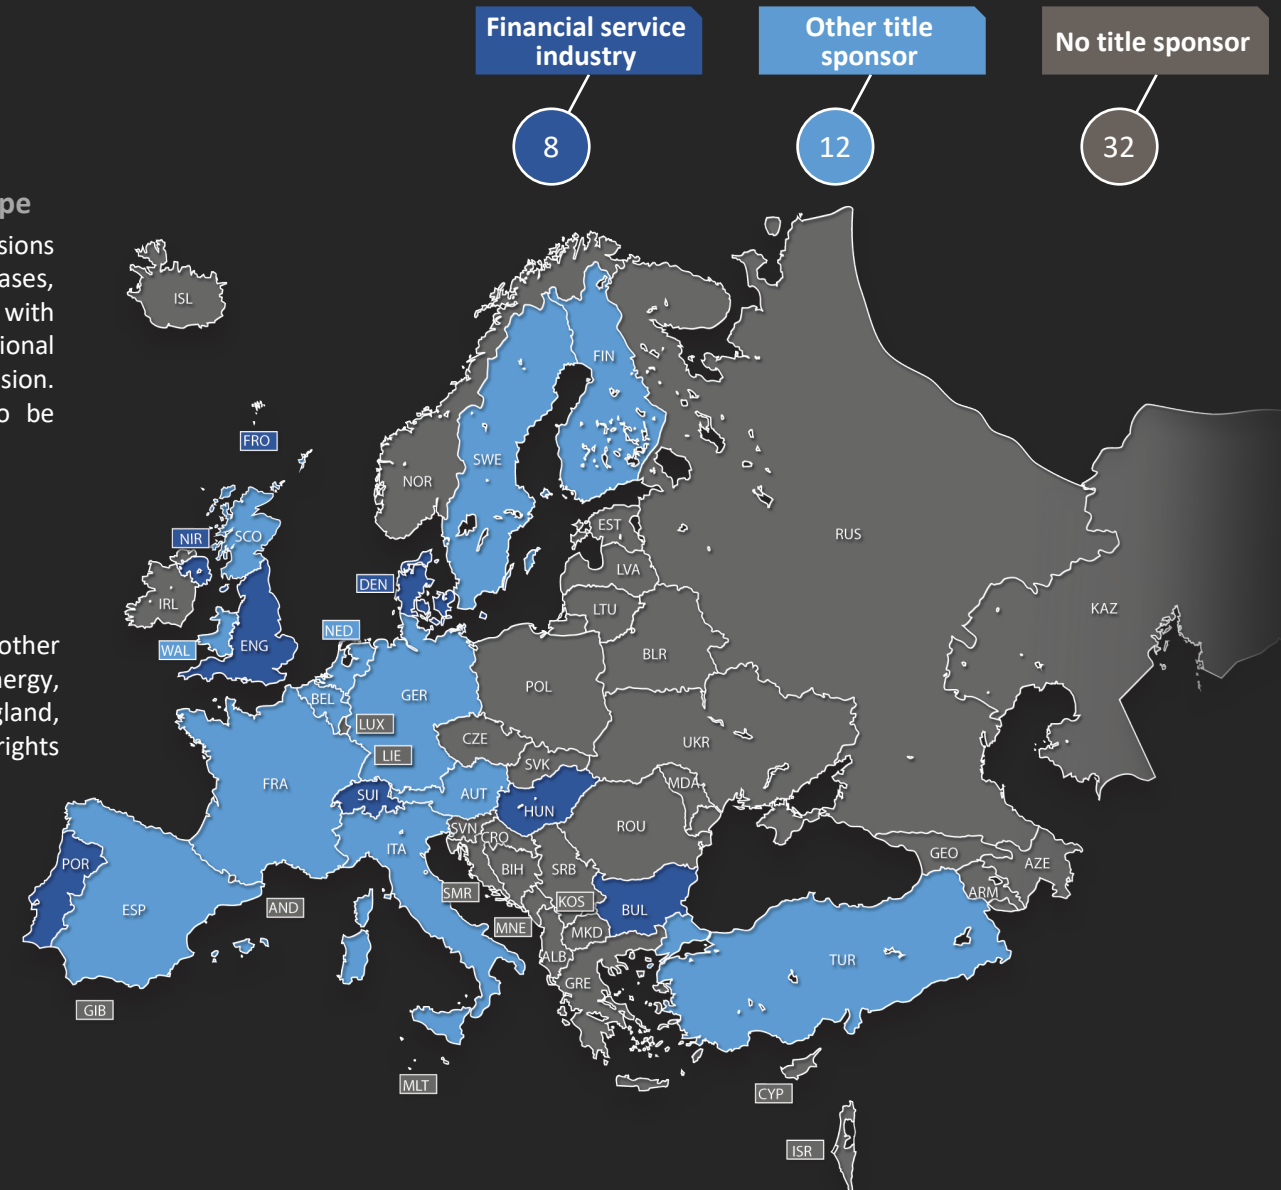 Financial service
industry
Other title
sponsor
No title sponsor
8
12
32
pe
sions
ases,
with
ional
sion.
o be
other
nergy,
gland,
rights
ISL
FRO
FIN
SWE
NOR
SCO
NIR
EST
RUS
LVA
DEN
IRL
LTU
KAZ
NED
WAL
ENG
BLR
GER
POL
BEL
LUX
CZE
UKR
LIE
SVK
FRA
MDA
SUI
AUT
HUN
SVN
CRO
ROU
ITA
GEO
POR
BIH
SRB
AZE
SMR
ARM
AND
KOS
ESP
BUL
MNE
MKD
ALB
TUR
GRE
GIB
MLT
CYP
ISR